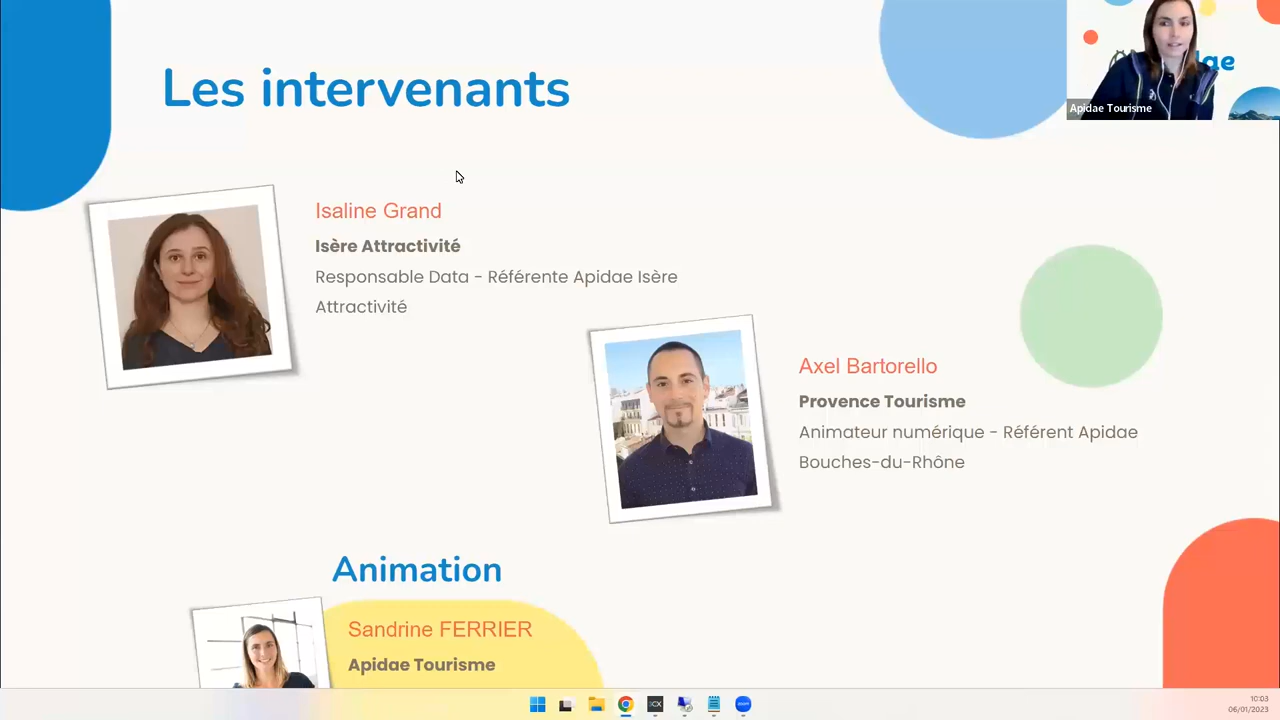 Les intervenants
Apidae Tourisme
Isaline Grand
Isère Attractivité
Responsable Data - Référente Apidae Isère
Attractivité
Axel Bartorello
Provence Tourisme
Animateur numérique - Référent Apidae
Bouches-du-Rhône
Animation
Sandrine FERRIER
Apidae Tourisme
10:03
06/01/2023